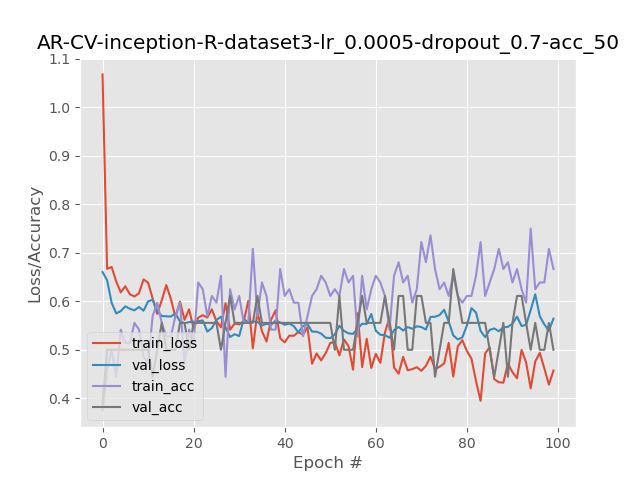 AR-CV-inception-R-dataset3-lr_0.0005-dropout_0.7-acc_50
1.1
1.0
0.9
0.8
0.7
0.6
0.5
0.4
Loss/Accuracy
train_loss
val_loss
train_acc
val_acc
0 20 40 60 80 100
Epoch #